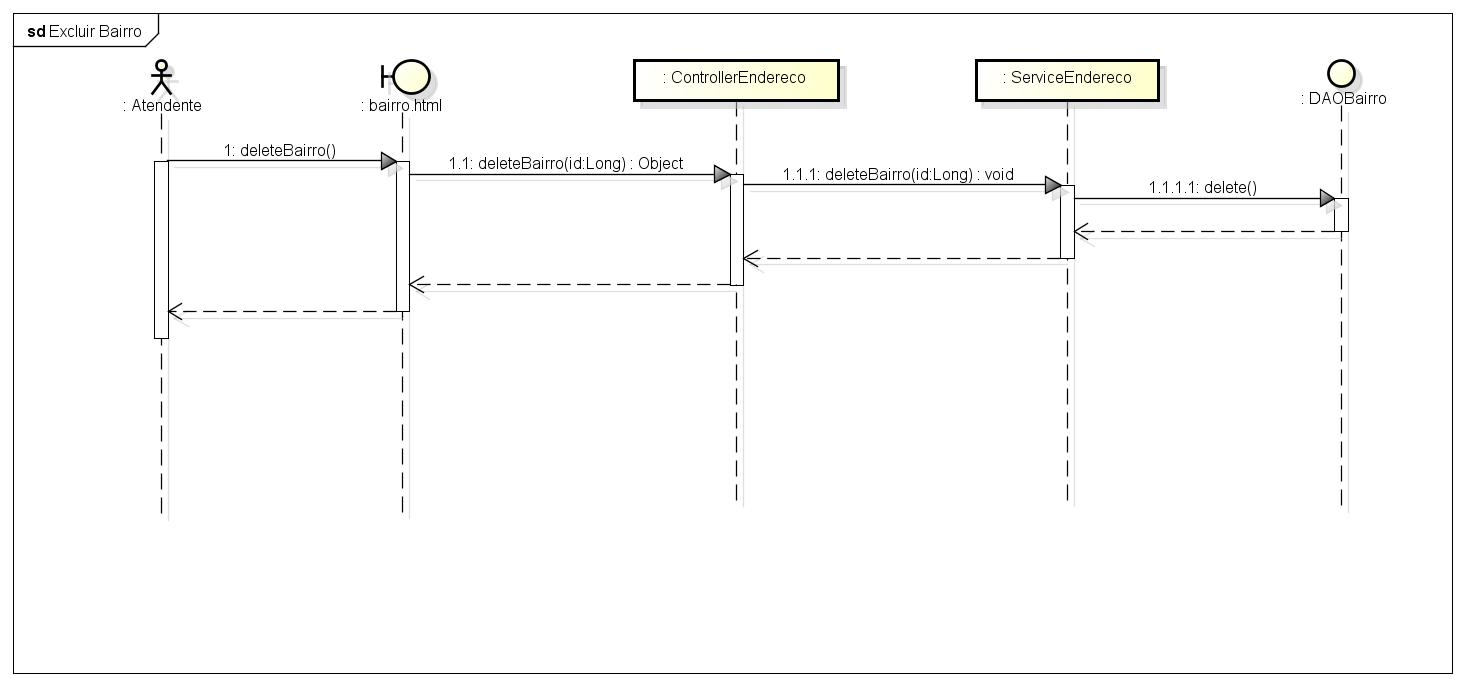 sd Excluir Bairro
: Atendente
: bairro.html
: ControllerEndereco
: ServiceEndereco
: DAOBairro
1: deleteBairro()
1.1: deleteBairro(id:Long) : Object
1.1.1: deleteBairro(id:Long) : void
1.1.1.1: delete()